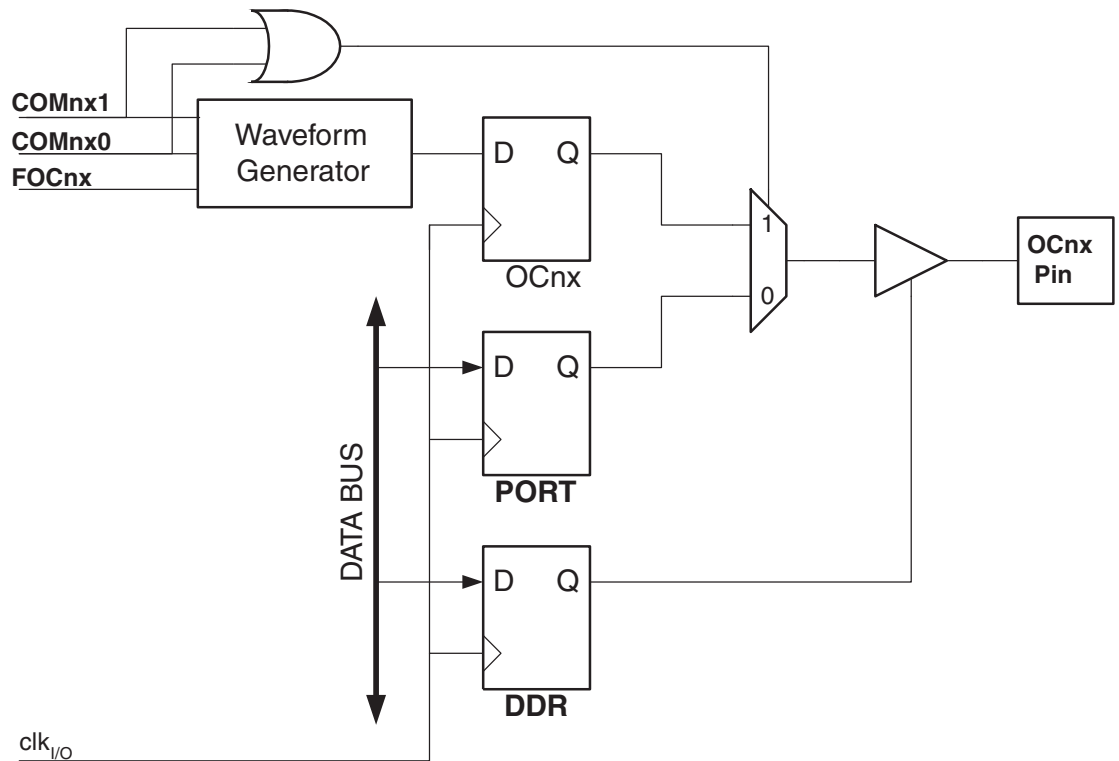 COMnx1
COMnx0
FOCnx
Waveform
Generator
D Q
OCnx
1
0
OCnx
Pin
D Q
PORT
DATA BUS
D Q
DDR
clkI/O